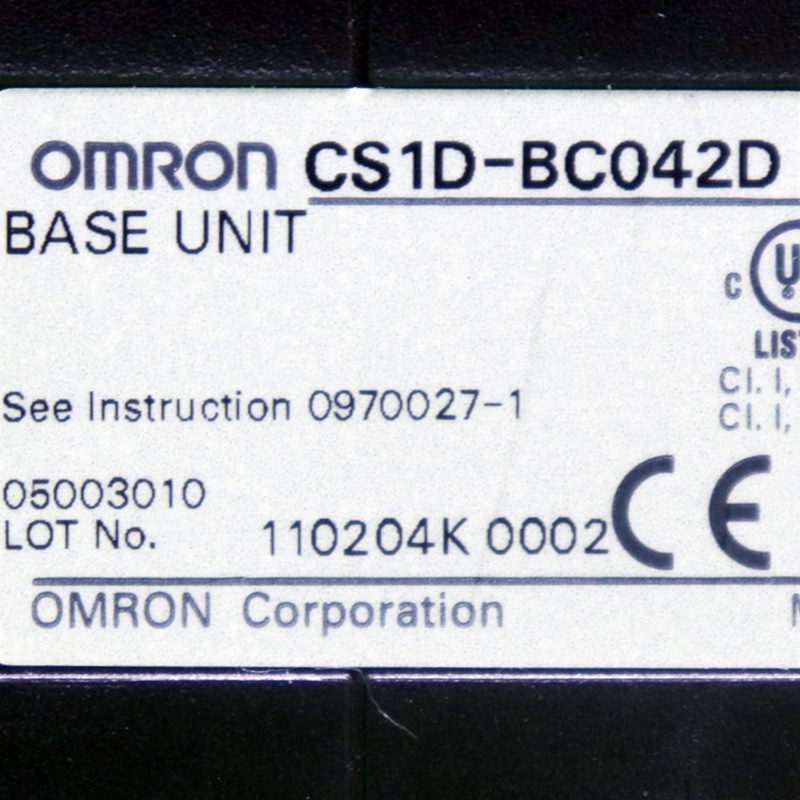 OMRON CS1D-BC042D
BASE UNIT
C U
LIS
See Instruction 0970027-1
Cl. I,
Cl. I,
05003010
LOT No. 110204K 0002
CE
OMRON Corporation